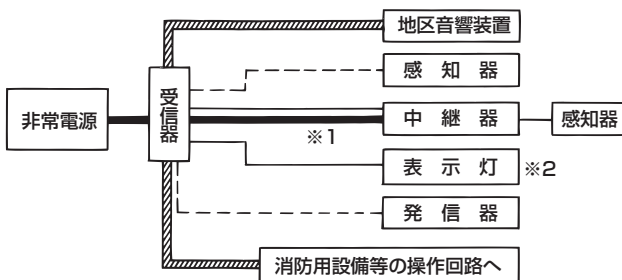 地区音響装置
感知器
非常電源
受信器
中継器
感知器
※1
表示灯
※2
発信器
消防用設備等の操作回路へ